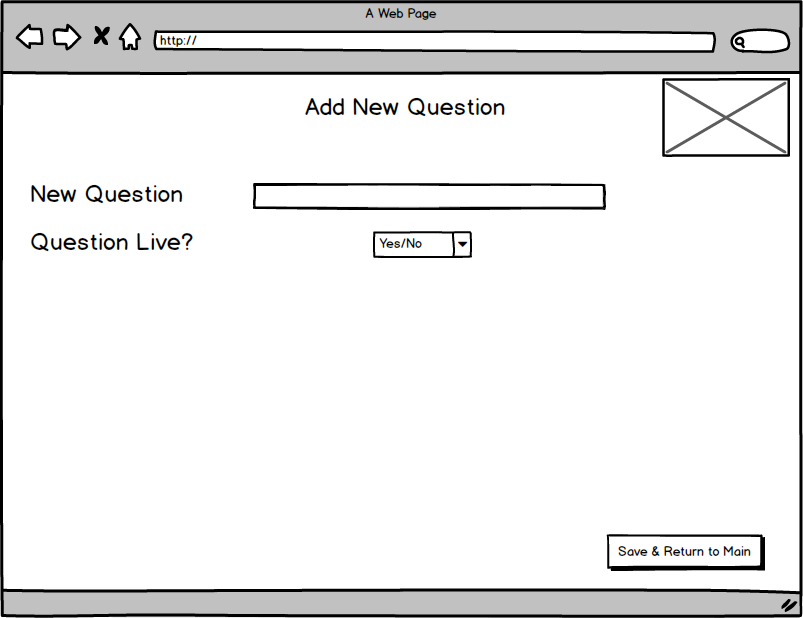 A Web Page
http://
Add New Question
New Question
Question Live?
Yes/No
Save & Return to Main